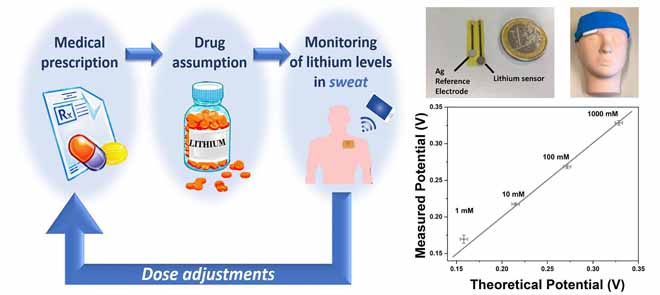 Medical
prescription
Drug
assumption
Monitoring
of lithium levels
in sweat
Rx
LITHIUM
Dose adjustments
Ag
Reference
Electrode
Lithium sensor
Measured Potential (V)
0.35
0.30
0.25
0.20
0.15
1 mM
10 mM
100 mM
1000 mM
0.15
0.20
0.25
0.30
0.35
Theoretical Potential (V)